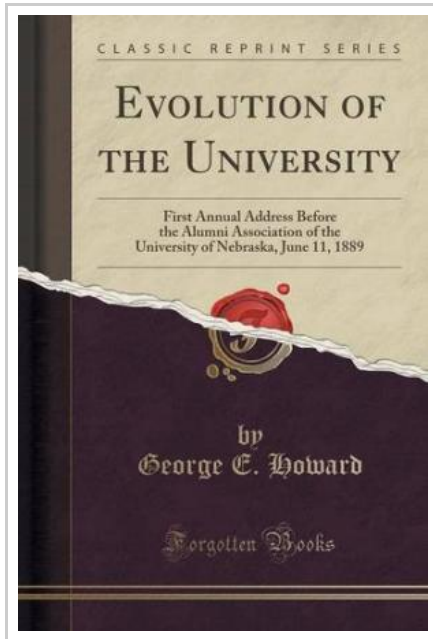 CLASSIC REPRINT SERIES
EVOLUTION OF
THE UNIVERSITY
First Annual Address Before
the Alumni Association of the
University of Nebraska, June 11, 1889
by
George E. Howard
Forgotten Books